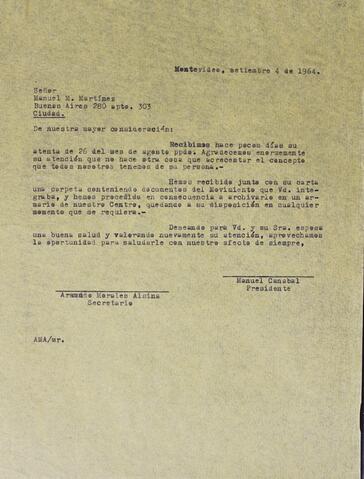 Montevideo, setiembre 4 de 1964.
Señor
Manuel M. Martínez
Buenos Aires 280 apto. 303
Ciudad.
De nuestra mayor consideración:
Recibimos hace pocos días su
atenta de 26 del mes de agosto ppdo. Agradecemos enormemente
su atención que no hace otra cosa que acrecentar el concepto
que todos nosotros tenemos de su persona.-
Hemos recibido junto con su carta
una carpeta conteniendo documentos del Movimiento que Vd. in-
tegraba, y hemos procedido en consecuencia a archivarlo en un ar-
mario de nuestro Centro, quedando a su disposición en cualquier
momento que se requiera.-
Deseando para Vd. y su Sra. esposa
una buena salud y valorando nuevamente su atención, aprovechamos
la oportunidad para saludarle con nuestro afecto de siempre,
Manuel Canabal
Presidente
Armando Morales Alsina
Secretario
AMA/mr.